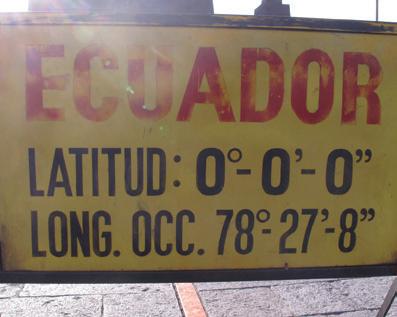 ECUADOR
LATITUD: 0°-0'-0"
LONG. OCC. 78°-27'-8"